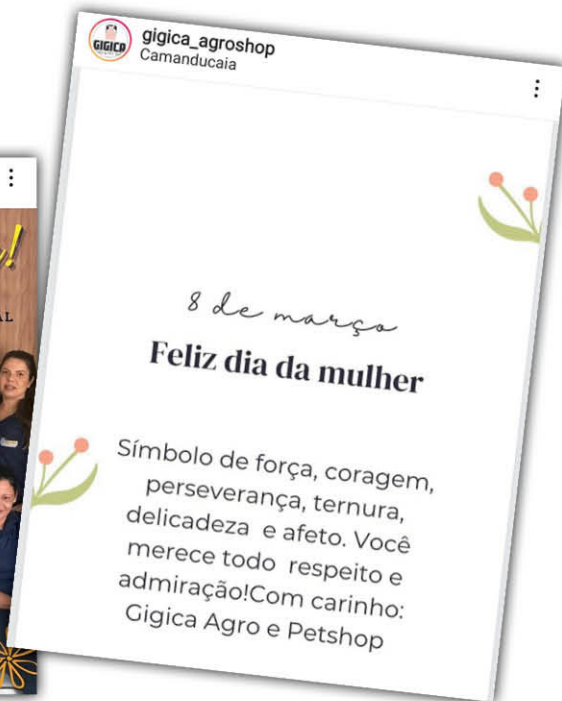 GIGICA
gigica_agroshop
Camanducaia
8 de março
Feliz dia da mulher
Símbolo de força, coragem,
perseverança, ternura,
delicadeza e afeto. Você
merece todo respeito e
admiração!Com carinho:
Gigica Agro e Petshop